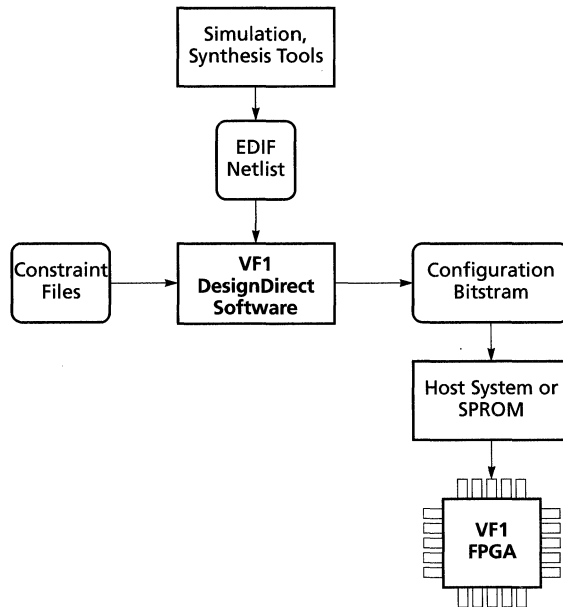 Simulation,
Synthesis Tools
EDIF
Netlist
Constraint
Files
VF1
DesignDirect
Software
Configuration
Bitstram
Host System or
SPROM
VF1
FPGA